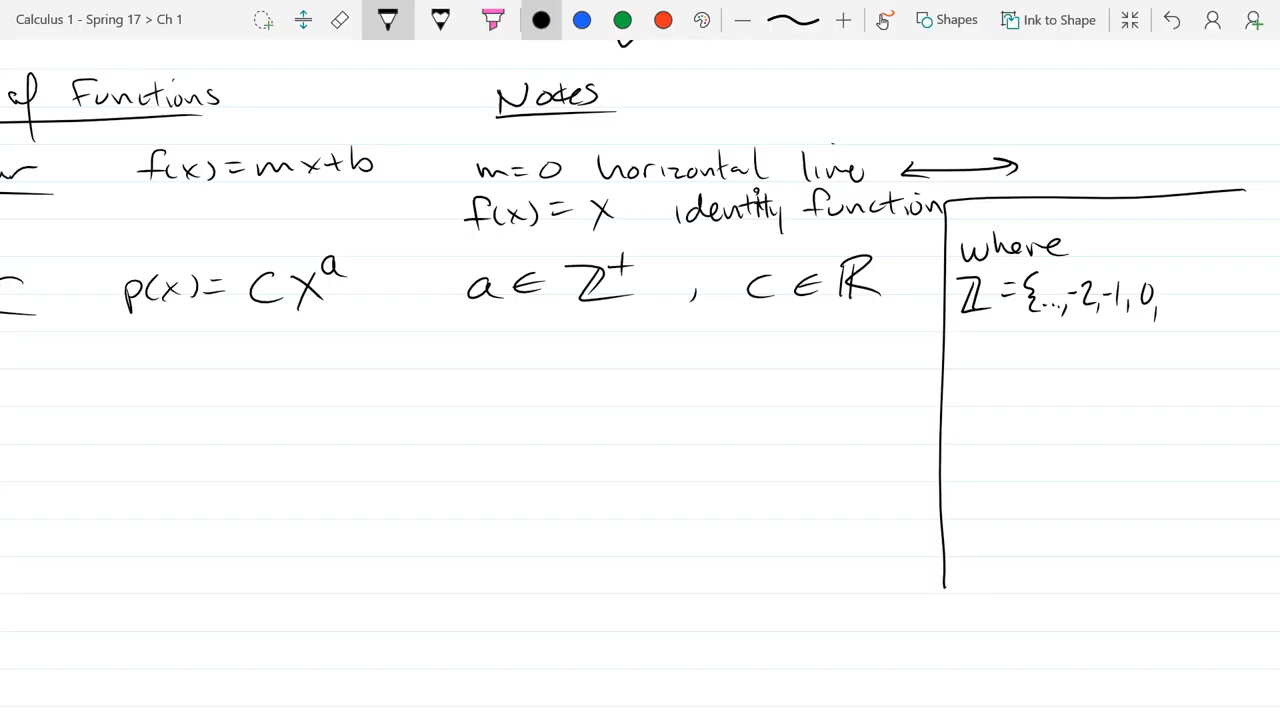 Calculus 1 - Spring 17 > Ch 1
Shapes
Ink to Shape
of Functions
Notes
f(x) = mx+b
m=0 horizontal line
f(x) = x identity function
where
p(x) = Cx^a
a ∈ ℤ⁺ , c ∈ ℝ
ℤ = {..., -2, -1, 0,